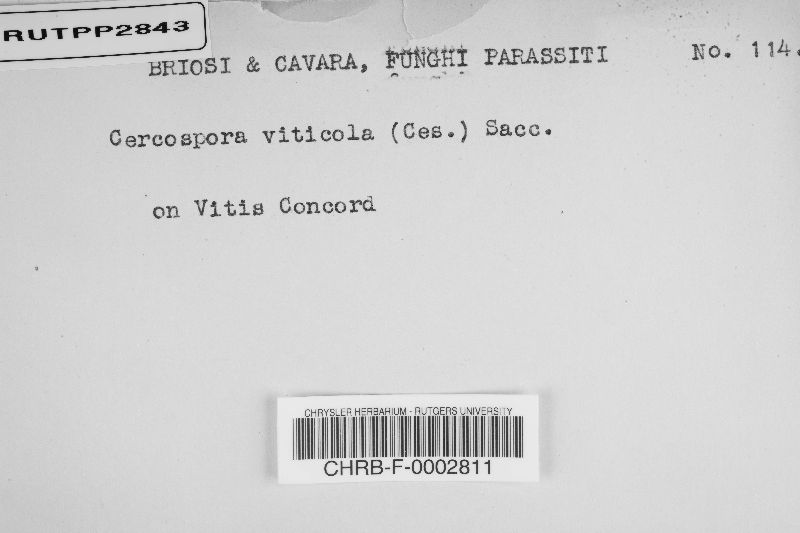 RUTPP2843
BRIOSI & CAVARA, FUNGHI PARASSITI No. 114.
Cercospora viticola (Ces.) Sacc.
on Vitis Concord
CHRYSLER HERBARIUM - RUTGERS UNIVERSITY
CHRB-F-0002811